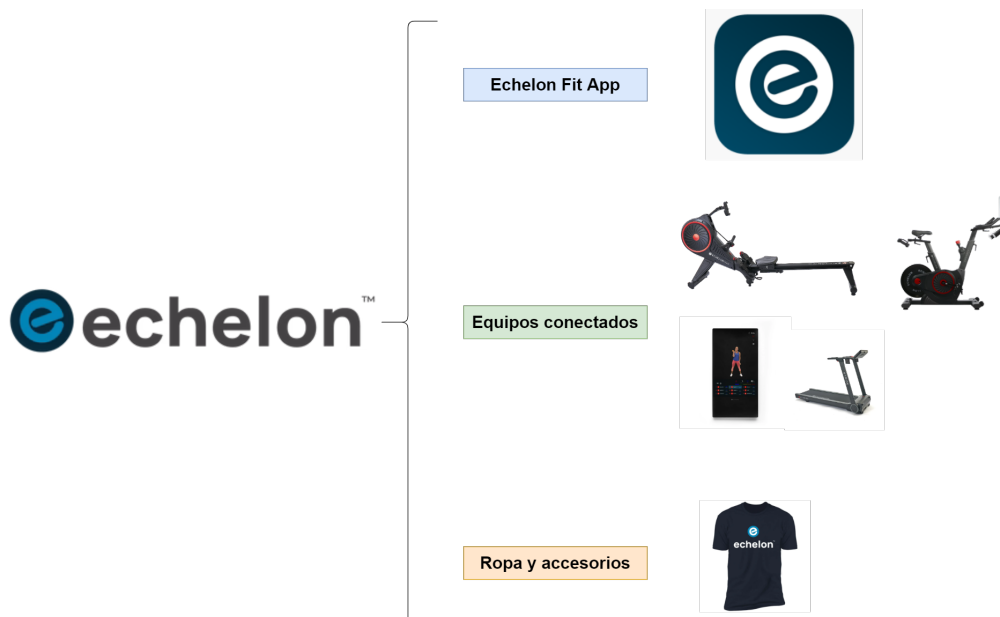 Echelon Fit App
e
e echelon™
Equipos conectados
Ropa y accesorios
e
echelon